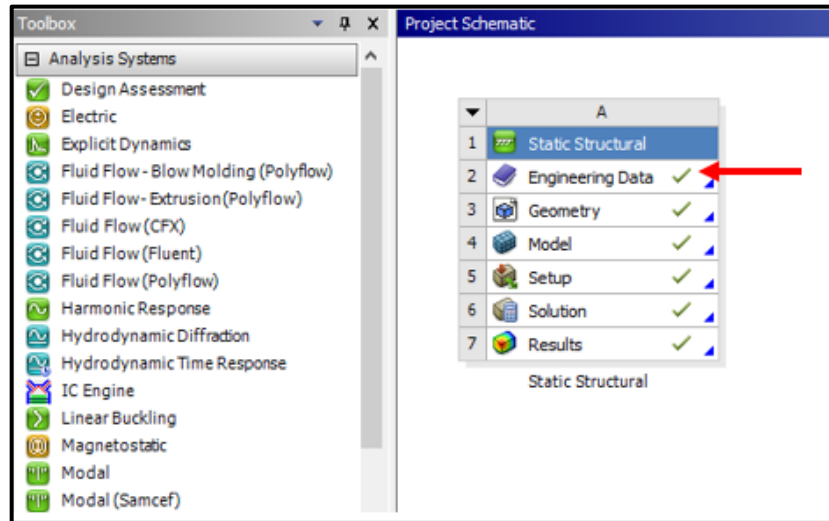 Toolbox
Analysis Systems
Design Assessment
Electric
Explicit Dynamics
Fluid Flow - Blow Molding (Polyflow)
Fluid Flow- Extrusion (Polyflow)
Fluid Flow (CFX)
Fluid Flow (Fluent)
Fluid Flow (Polyflow)
Harmonic Response
Hydrodynamic Diffraction
Hydrodynamic Time Response
IC Engine
Linear Buckling
Magnetostatic
Modal
Modal (Samcef)
Project Schematic
A
1 Static Structural
2 Engineering Data
3 Geometry
4 Model
5 Setup
6 Solution
7 Results
Static Structural